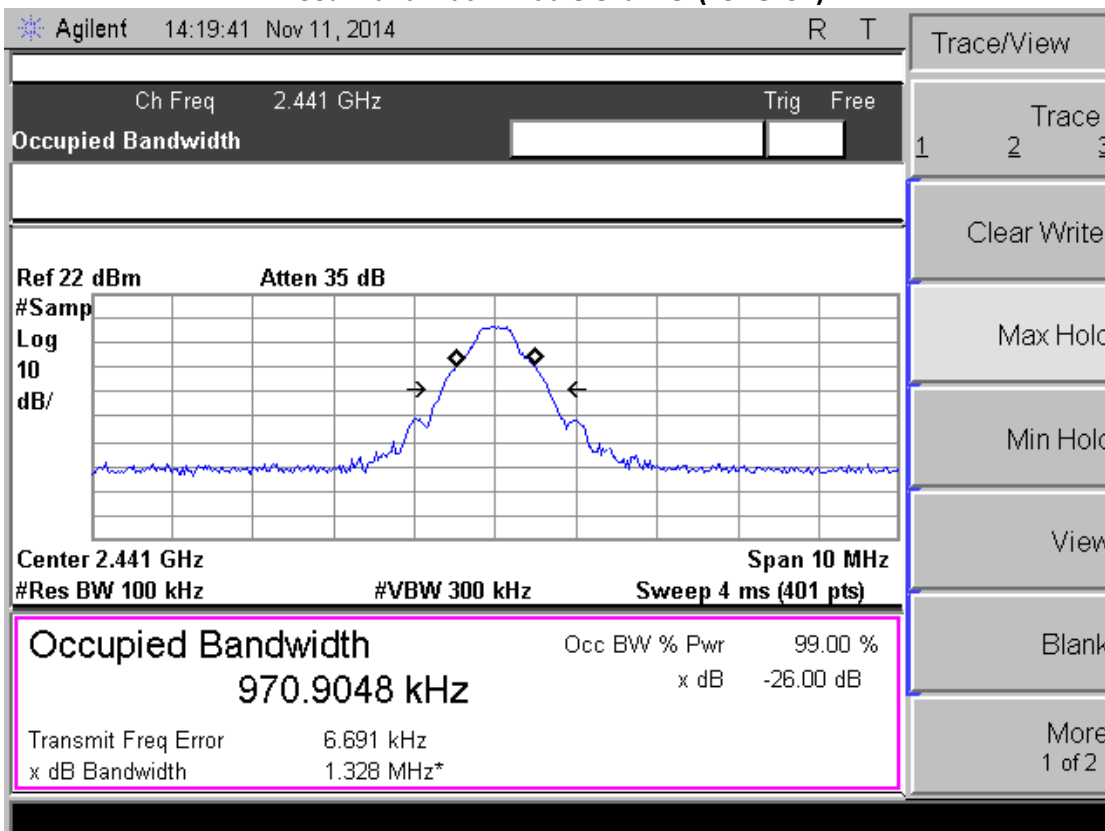 Agilent 14:19:41 Nov 11, 2014 R T
Trace/View
Ch Freq 2.441 GHz Trig Free
Occupied Bandwidth
Trace
1 2
Clear Write
Ref 22 dBm Atten 35 dB
#Samp
Log
10
dB/
Max Hold
Min Hold
View
Center 2.441 GHz Span 10 MHz
#Res BW 100 kHz #VBW 300 kHz Sweep 4 ms (401 pts)
Occupied Bandwidth Occ BW % Pwr 99.00 %
970.9048 kHz x dB -26.00 dB
Transmit Freq Error 6.691 kHz
x dB Bandwidth 1.328 MHz*
Blank
More
1 of 2